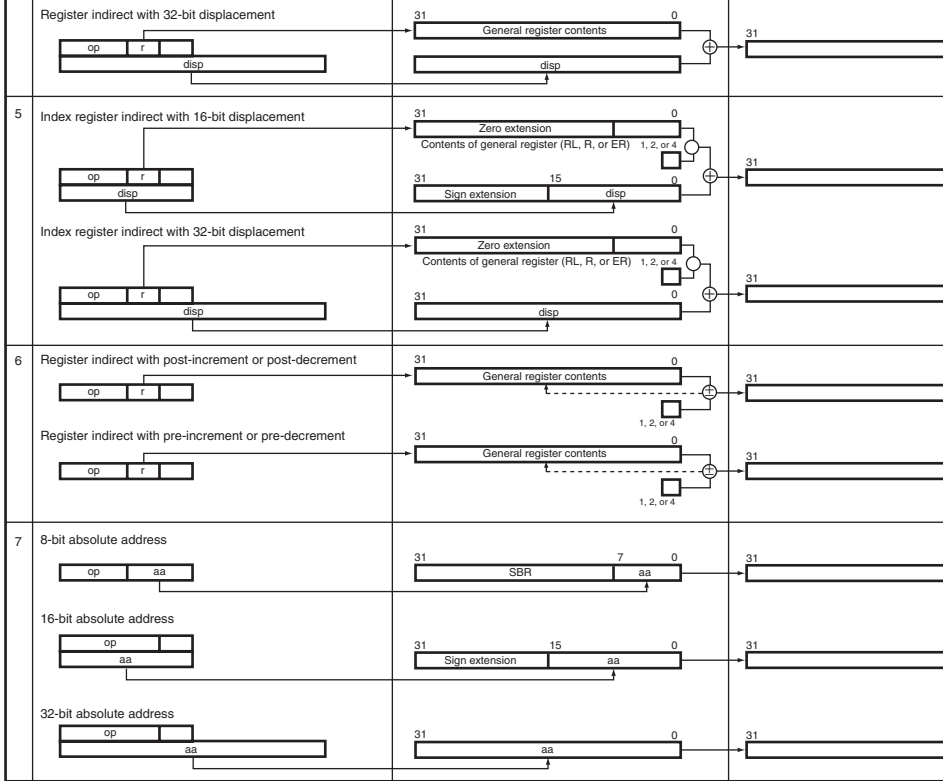 Register indirect with 32-bit displacement
31 0
General register contents
31
op r
disp
disp
5
Index register indirect with 16-bit displacement
31 0
Zero extension
Contents of general register (RL, R, or ER) 1, 2, or 4
31
op r
disp
31 15 0
Sign extension disp
Index register indirect with 32-bit displacement
31 0
Zero extension
Contents of general register (RL, R, or ER) 1, 2, or 4
31
op r
disp
31 0
disp
6
Register indirect with post-increment or post-decrement
31 0
General register contents
31
op r
1, 2, or 4
Register indirect with pre-increment or pre-decrement
31 0
General register contents
31
op r
1, 2, or 4
7
8-bit absolute address
31 7 0
31
op aa
SBR aa
16-bit absolute address
op
aa
31 15 0
Sign extension aa
31
32-bit absolute address
op
aa
31 0
aa
31